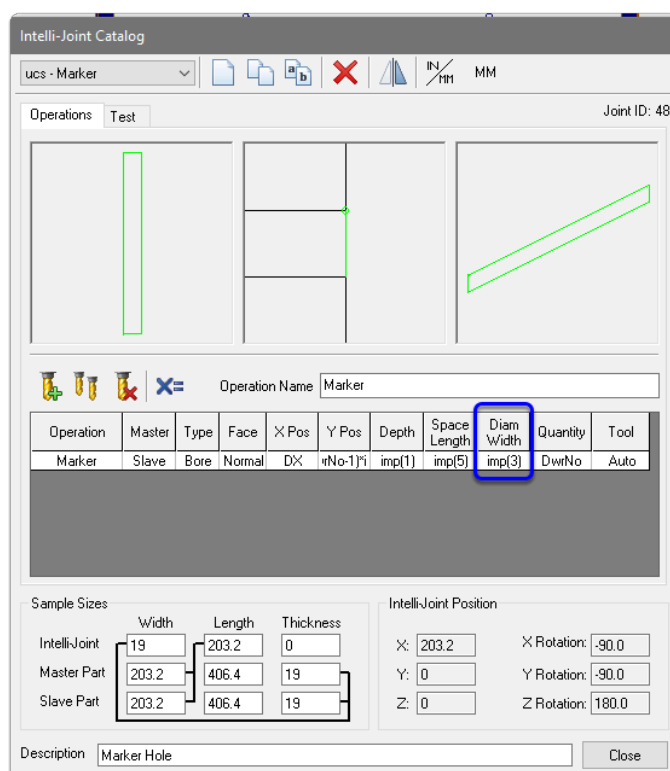 Intelli-Joint Catalog
ucs - Marker
a b IN/MM MM
Operations Test Joint ID: 48
X= Operation Name Marker
Operation Master Type Face X Pos Y Pos Depth Space Length Diam Width Quantity Tool
Marker Slave Bore Normal DX rNo-1)*i imp(1) imp(5) imp(3) DwrNo Auto
Sample Sizes Intelli-Joint Position
Width Length Thickness
Intelli-Joint 19 203.2 0 X: 203.2 X Rotation: -90.0
Master Part 203.2 406.4 19 Y: 0 Y Rotation: -90.0
Slave Part 203.2 406.4 19 Z: 0 Z Rotation: 180.0
Description Marker Hole Close